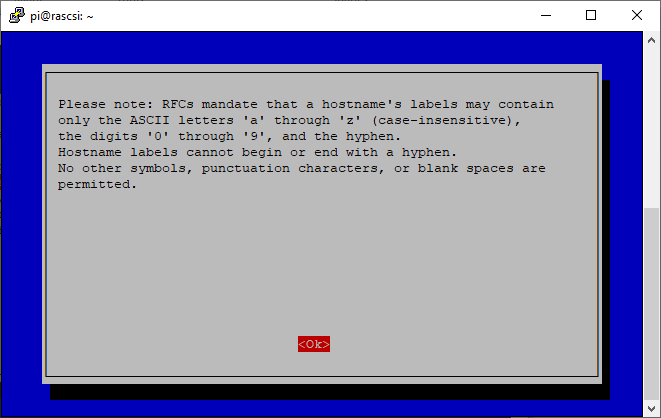 pi@rascsi: ~
Please note: RFCs mandate that a hostname's labels may contain
only the ASCII letters 'a' through 'z' (case-insensitive),
the digits '0' through '9', and the hyphen.
Hostname labels cannot begin or end with a hyphen.
No other symbols, punctuation characters, or blank spaces are
permitted.
<Ok>